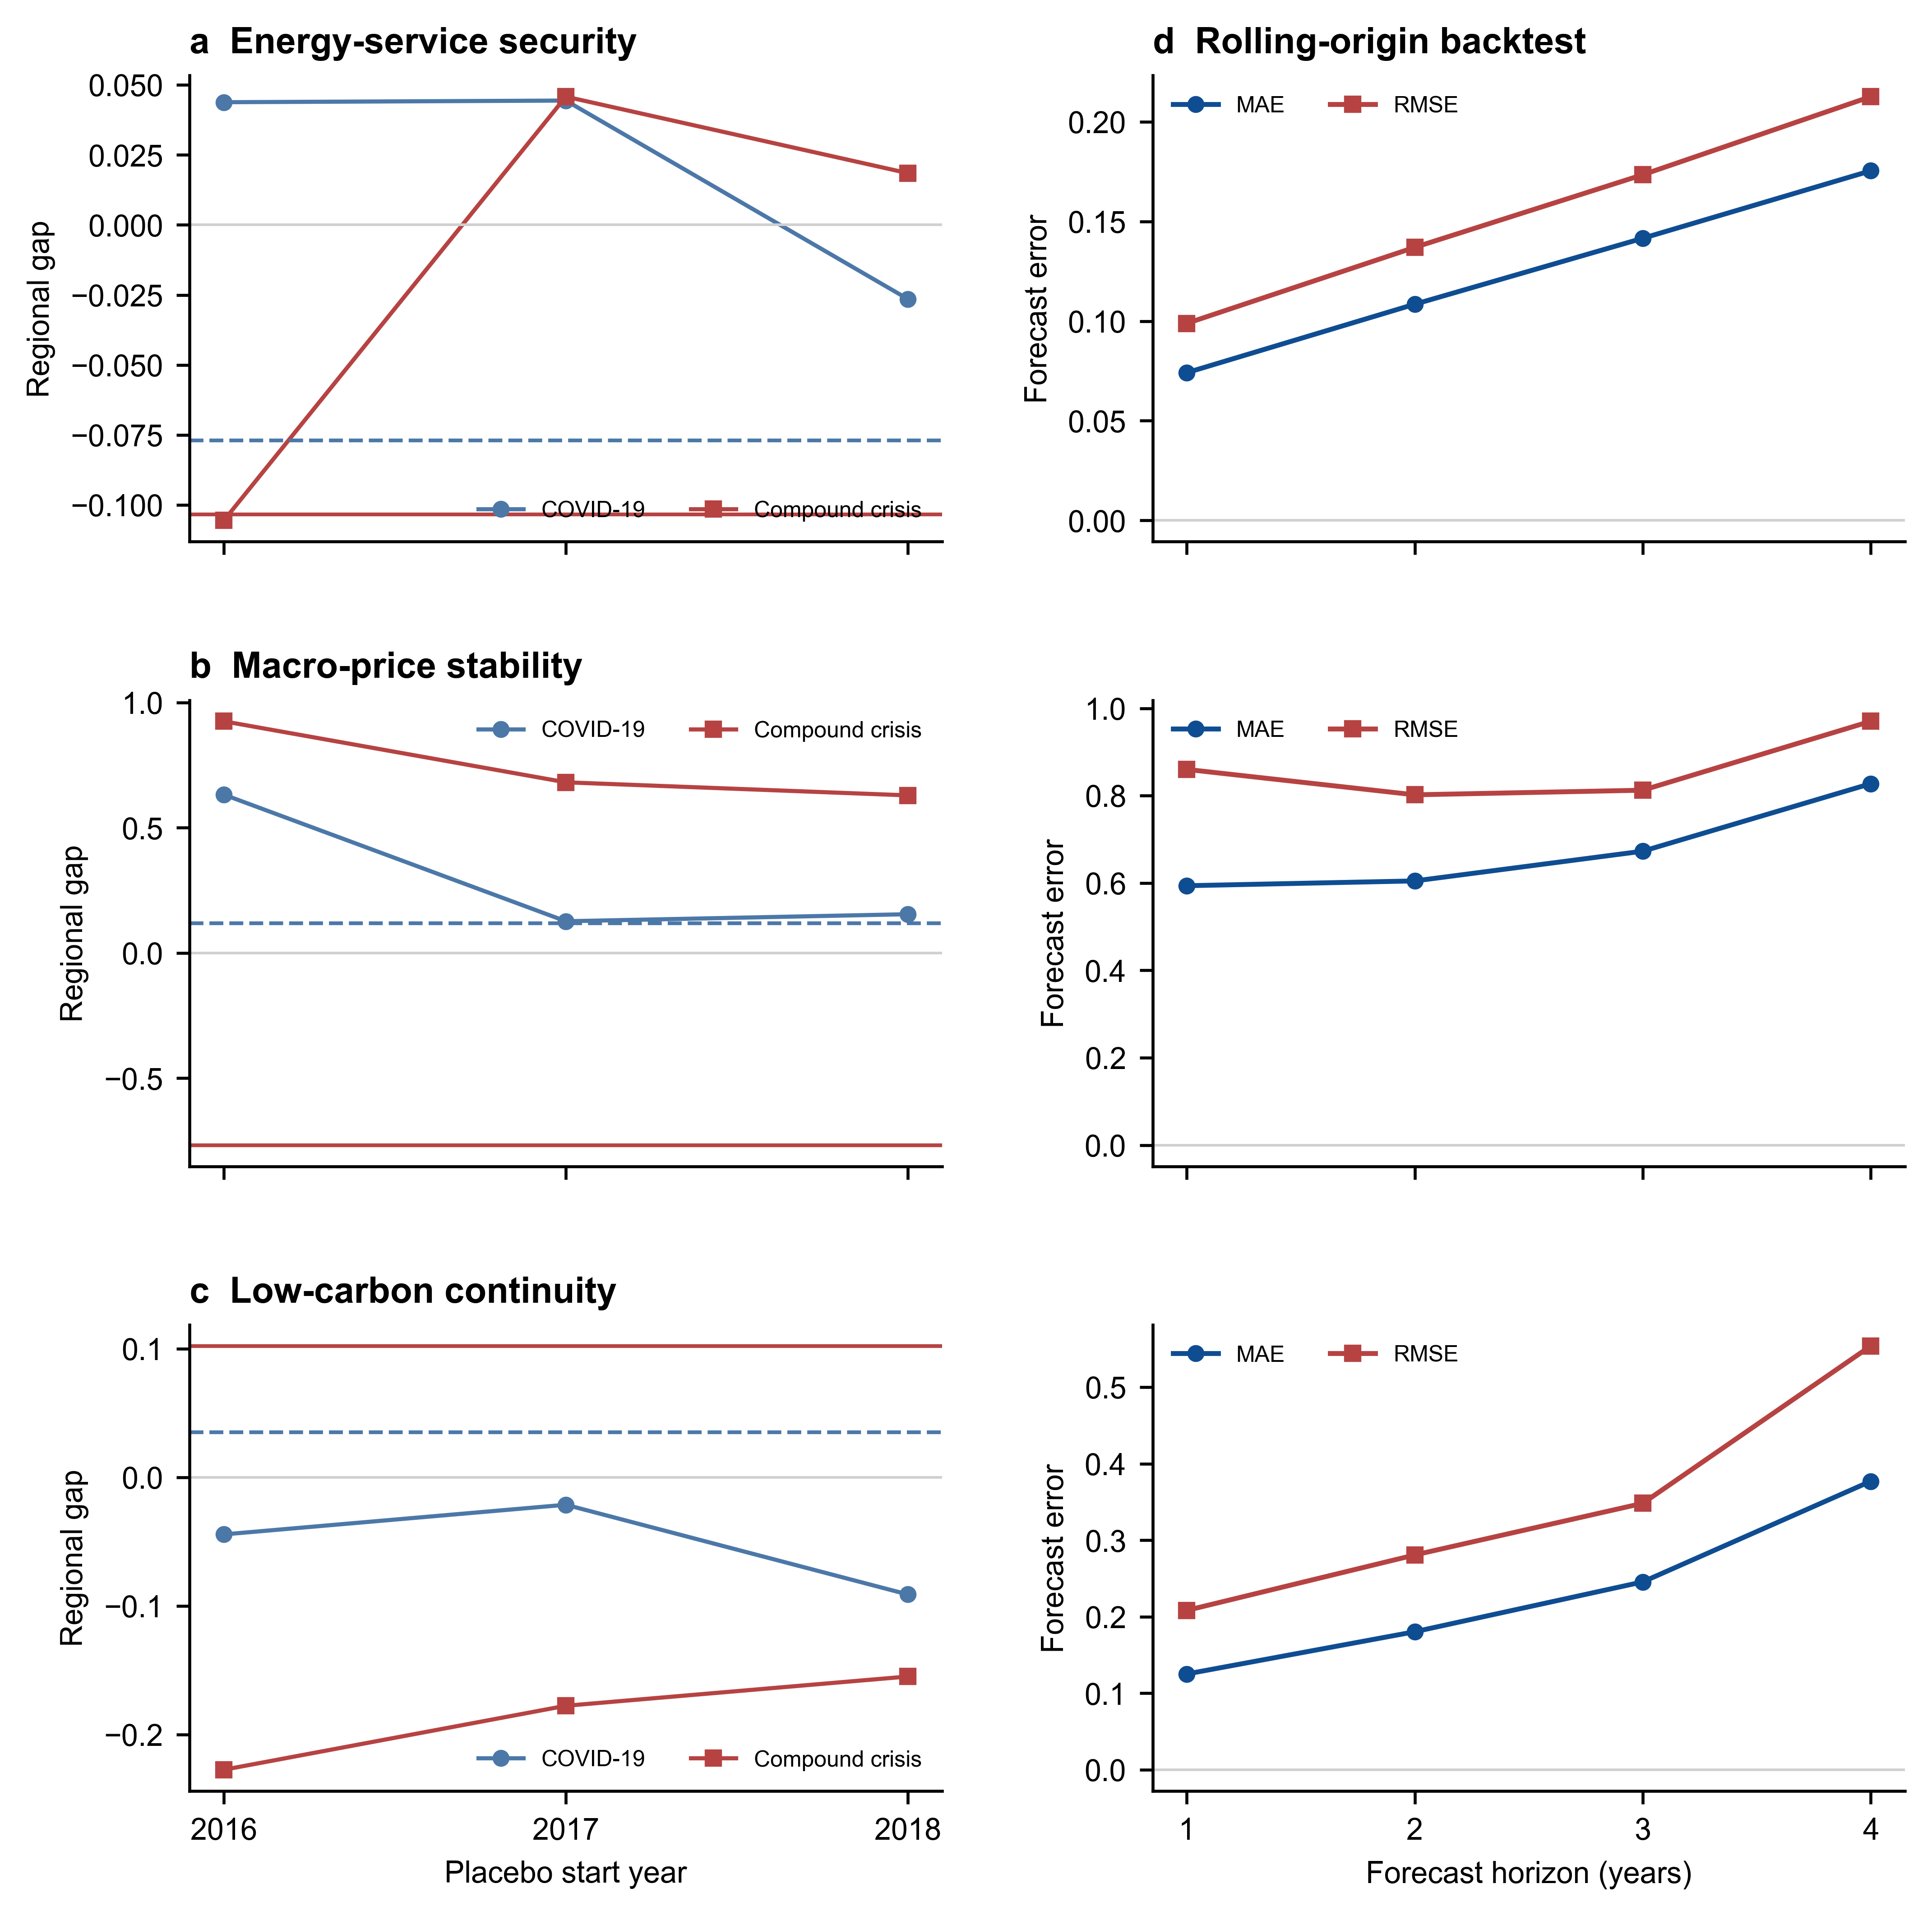 a Energy-service security
0.050
0.025
0.000
−0.025
−0.050
−0.075
−0.100
Regional gap
COVID-19 Compound crisis
d Rolling-origin backtest
MAE RMSE
0.20
0.15
0.10
0.05
0.00
Forecast error
b Macro-price stability
1.0
0.5
0.0
−0.5
Regional gap
COVID-19 Compound crisis
MAE RMSE
1.0
0.8
0.6
0.4
0.2
0.0
Forecast error
c Low-carbon continuity
0.1
0.0
−0.1
−0.2
Regional gap
COVID-19 Compound crisis
2016 2017 2018
Placebo start year
MAE RMSE
0.5
0.4
0.3
0.2
0.1
0.0
Forecast error
1 2 3 4
Forecast horizon (years)